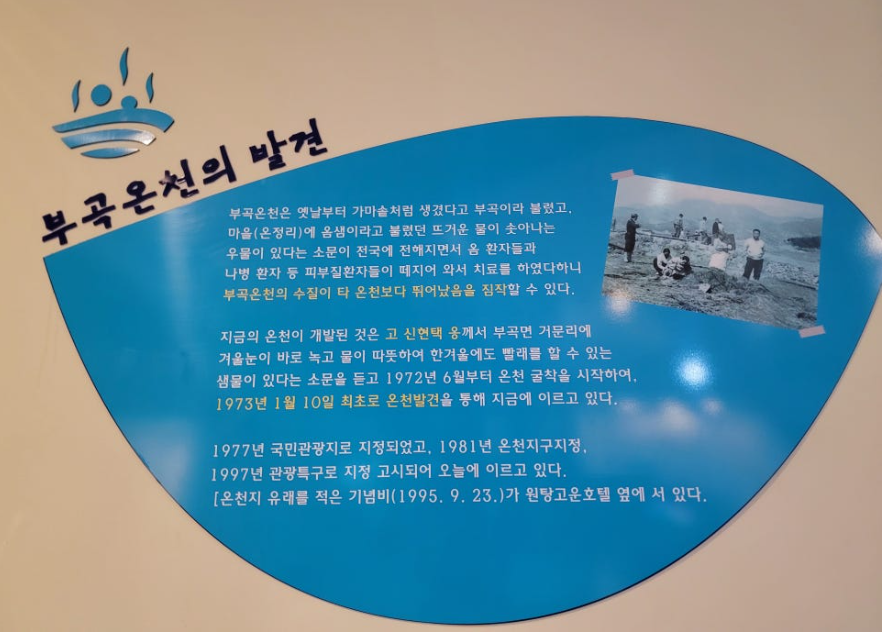 부곡온천의 발견
부곡온천은 옛날부터 가마솥처럼 생겼다고 부곡이라 불렸고,
마을(온정리)에 옴샘이라고 불렸던 뜨거운 물이 솟아나는
우물이 있다는 소문이 전국에 전해지면서 옴 환자들과
나병 환자 등 피부질환자들이 떼지어 와서 치료를 하였다하니
부곡온천의 수질이 타 온천보다 뛰어났음을 짐작할 수 있다.
지금의 온천이 개발된 것은 고 신현택 옹께서 부곡면 거문리에
겨울눈이 바로 녹고 물이 따뜻하여 한겨울에도 빨래를 할 수 있는
샘물이 있다는 소문을 듣고 1972년 6월부터 온천 굴착을 시작하여,
1973년 1월 10일 최초로 온천발견을 통해 지금에 이르고 있다.
1977년 국민관광지로 지정되었고, 1981년 온천지구지정,
1997년 관광특구로 지정 고시되어 오늘에 이르고 있다.
[온천지 유래를 적은 기념비(1995. 9. 23.)가 원탕고운호텔 옆에 서 있다.